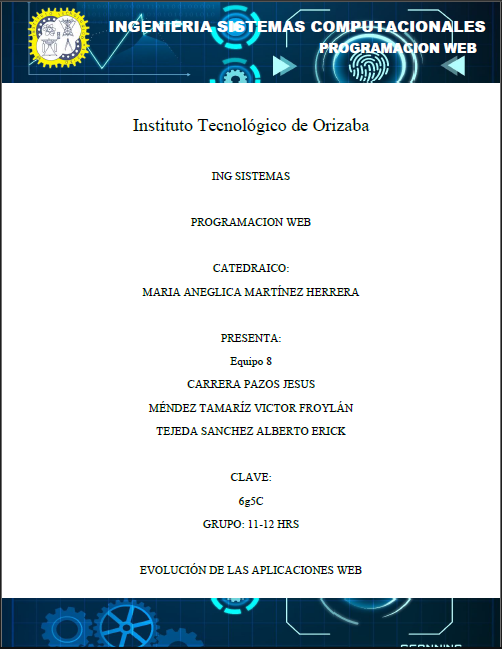 INGENIERIA SISTEMAS COMPUTACIONALES
PROGRAMACION WEB
Instituto Tecnológico de Orizaba
ING SISTEMAS
PROGRAMACION WEB
CATEDRAICO:
MARIA ANEGLICA MARTÍNEZ HERRERA
PRESENTA:
Equipo 8
CARRERA PAZOS JESUS
MÉNDEZ TAMARÍZ VICTOR FROYLÁN
TEJEDA SANCHEZ ALBERTO ERICK
CLAVE:
6g5C
GRUPO: 11-12 HRS
EVOLUCIÓN DE LAS APLICACIONES WEB